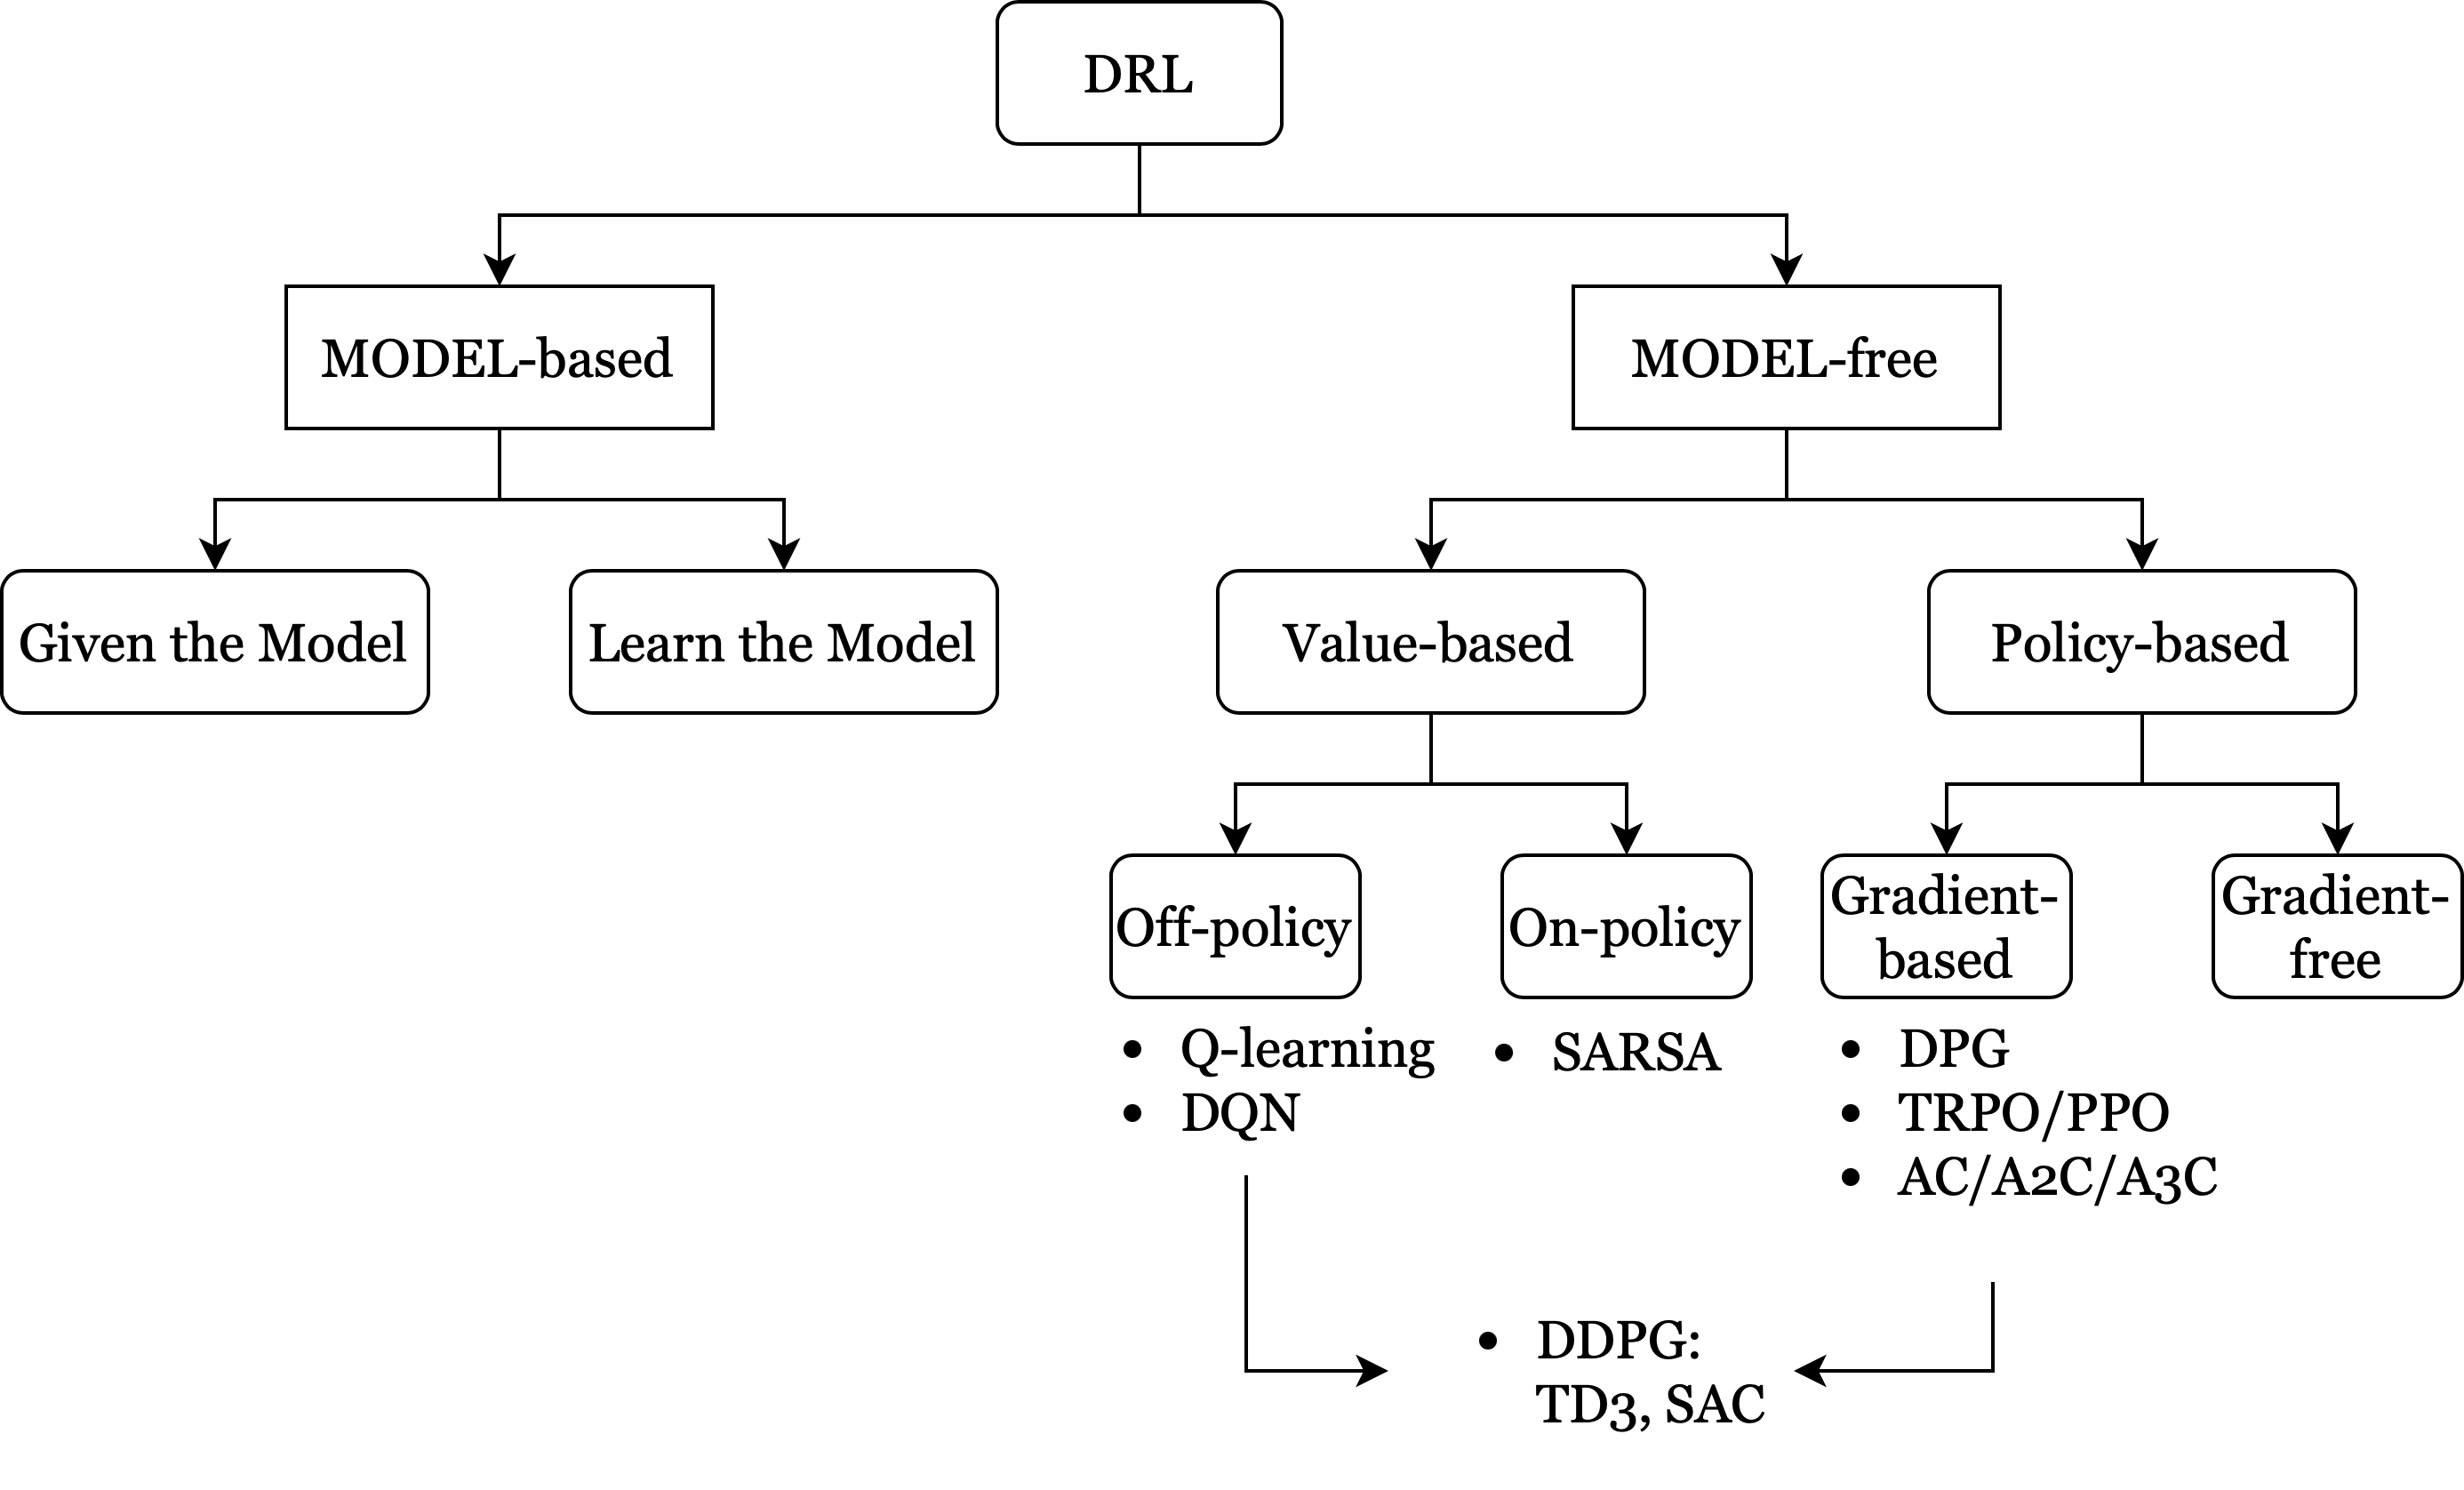 DRL
MODEL-based
MODEL-free
Given the Model
Learn the Model
Value-based
Policy-based
Off-policy
On-policy
Gradient-
based
Gradient-
free
• Q-learning
• DQN
• SARSA
• DPG
• TRPO/PPO
• AC/A2C/A3C
• DDPG:
TD3, SAC